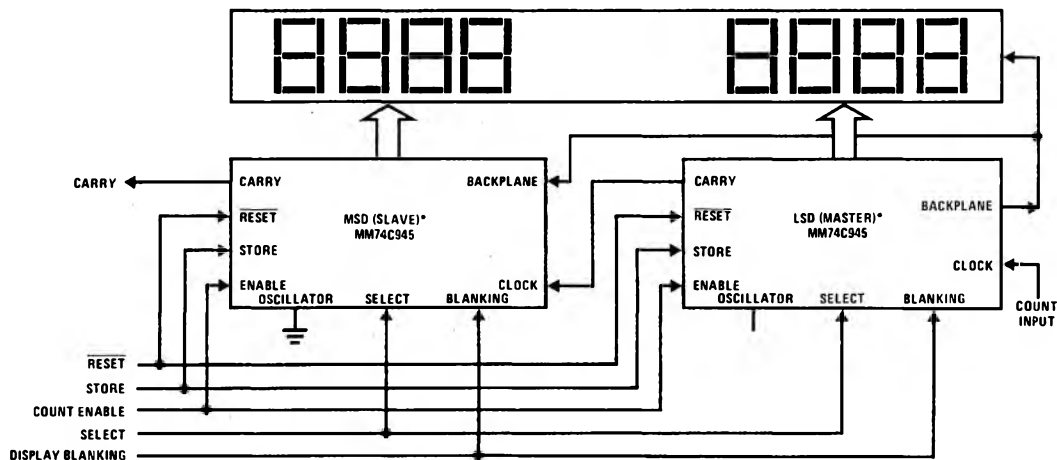 CARRY
CARRY
BACKPLANE
RESET
MSD (SLAVE)*
MM74C945
STORE
ENABLE
CLOCK
OSCILLATOR
SELECT
BLANKING
CARRY
RESET
LSD (MASTER)*
MM74C945
BACKPLANE
STORE
CLOCK
ENABLE
OSCILLATOR
SELECT
BLANKING
COUNT
INPUT
RESET
STORE
COUNT ENABLE
SELECT
DISPLAY BLANKING